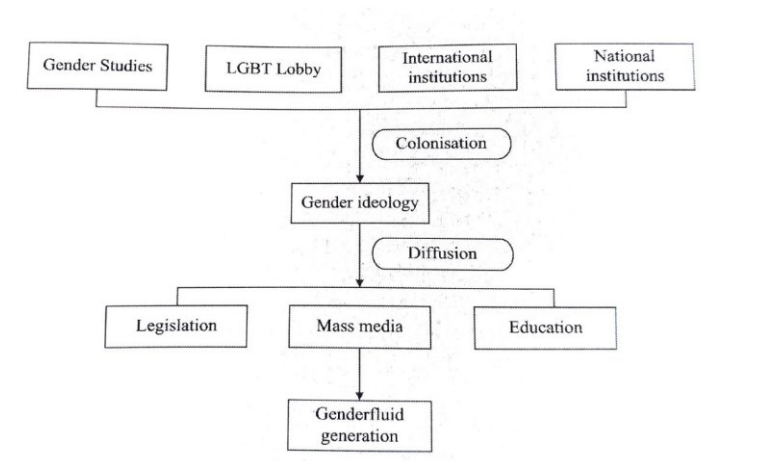 Gender Studies
LGBT Lobby
International
institutions
National
institutions
Colonisation
Gender ideology
Diffusion
Legislation
Mass media
Education
Genderfluid
generation